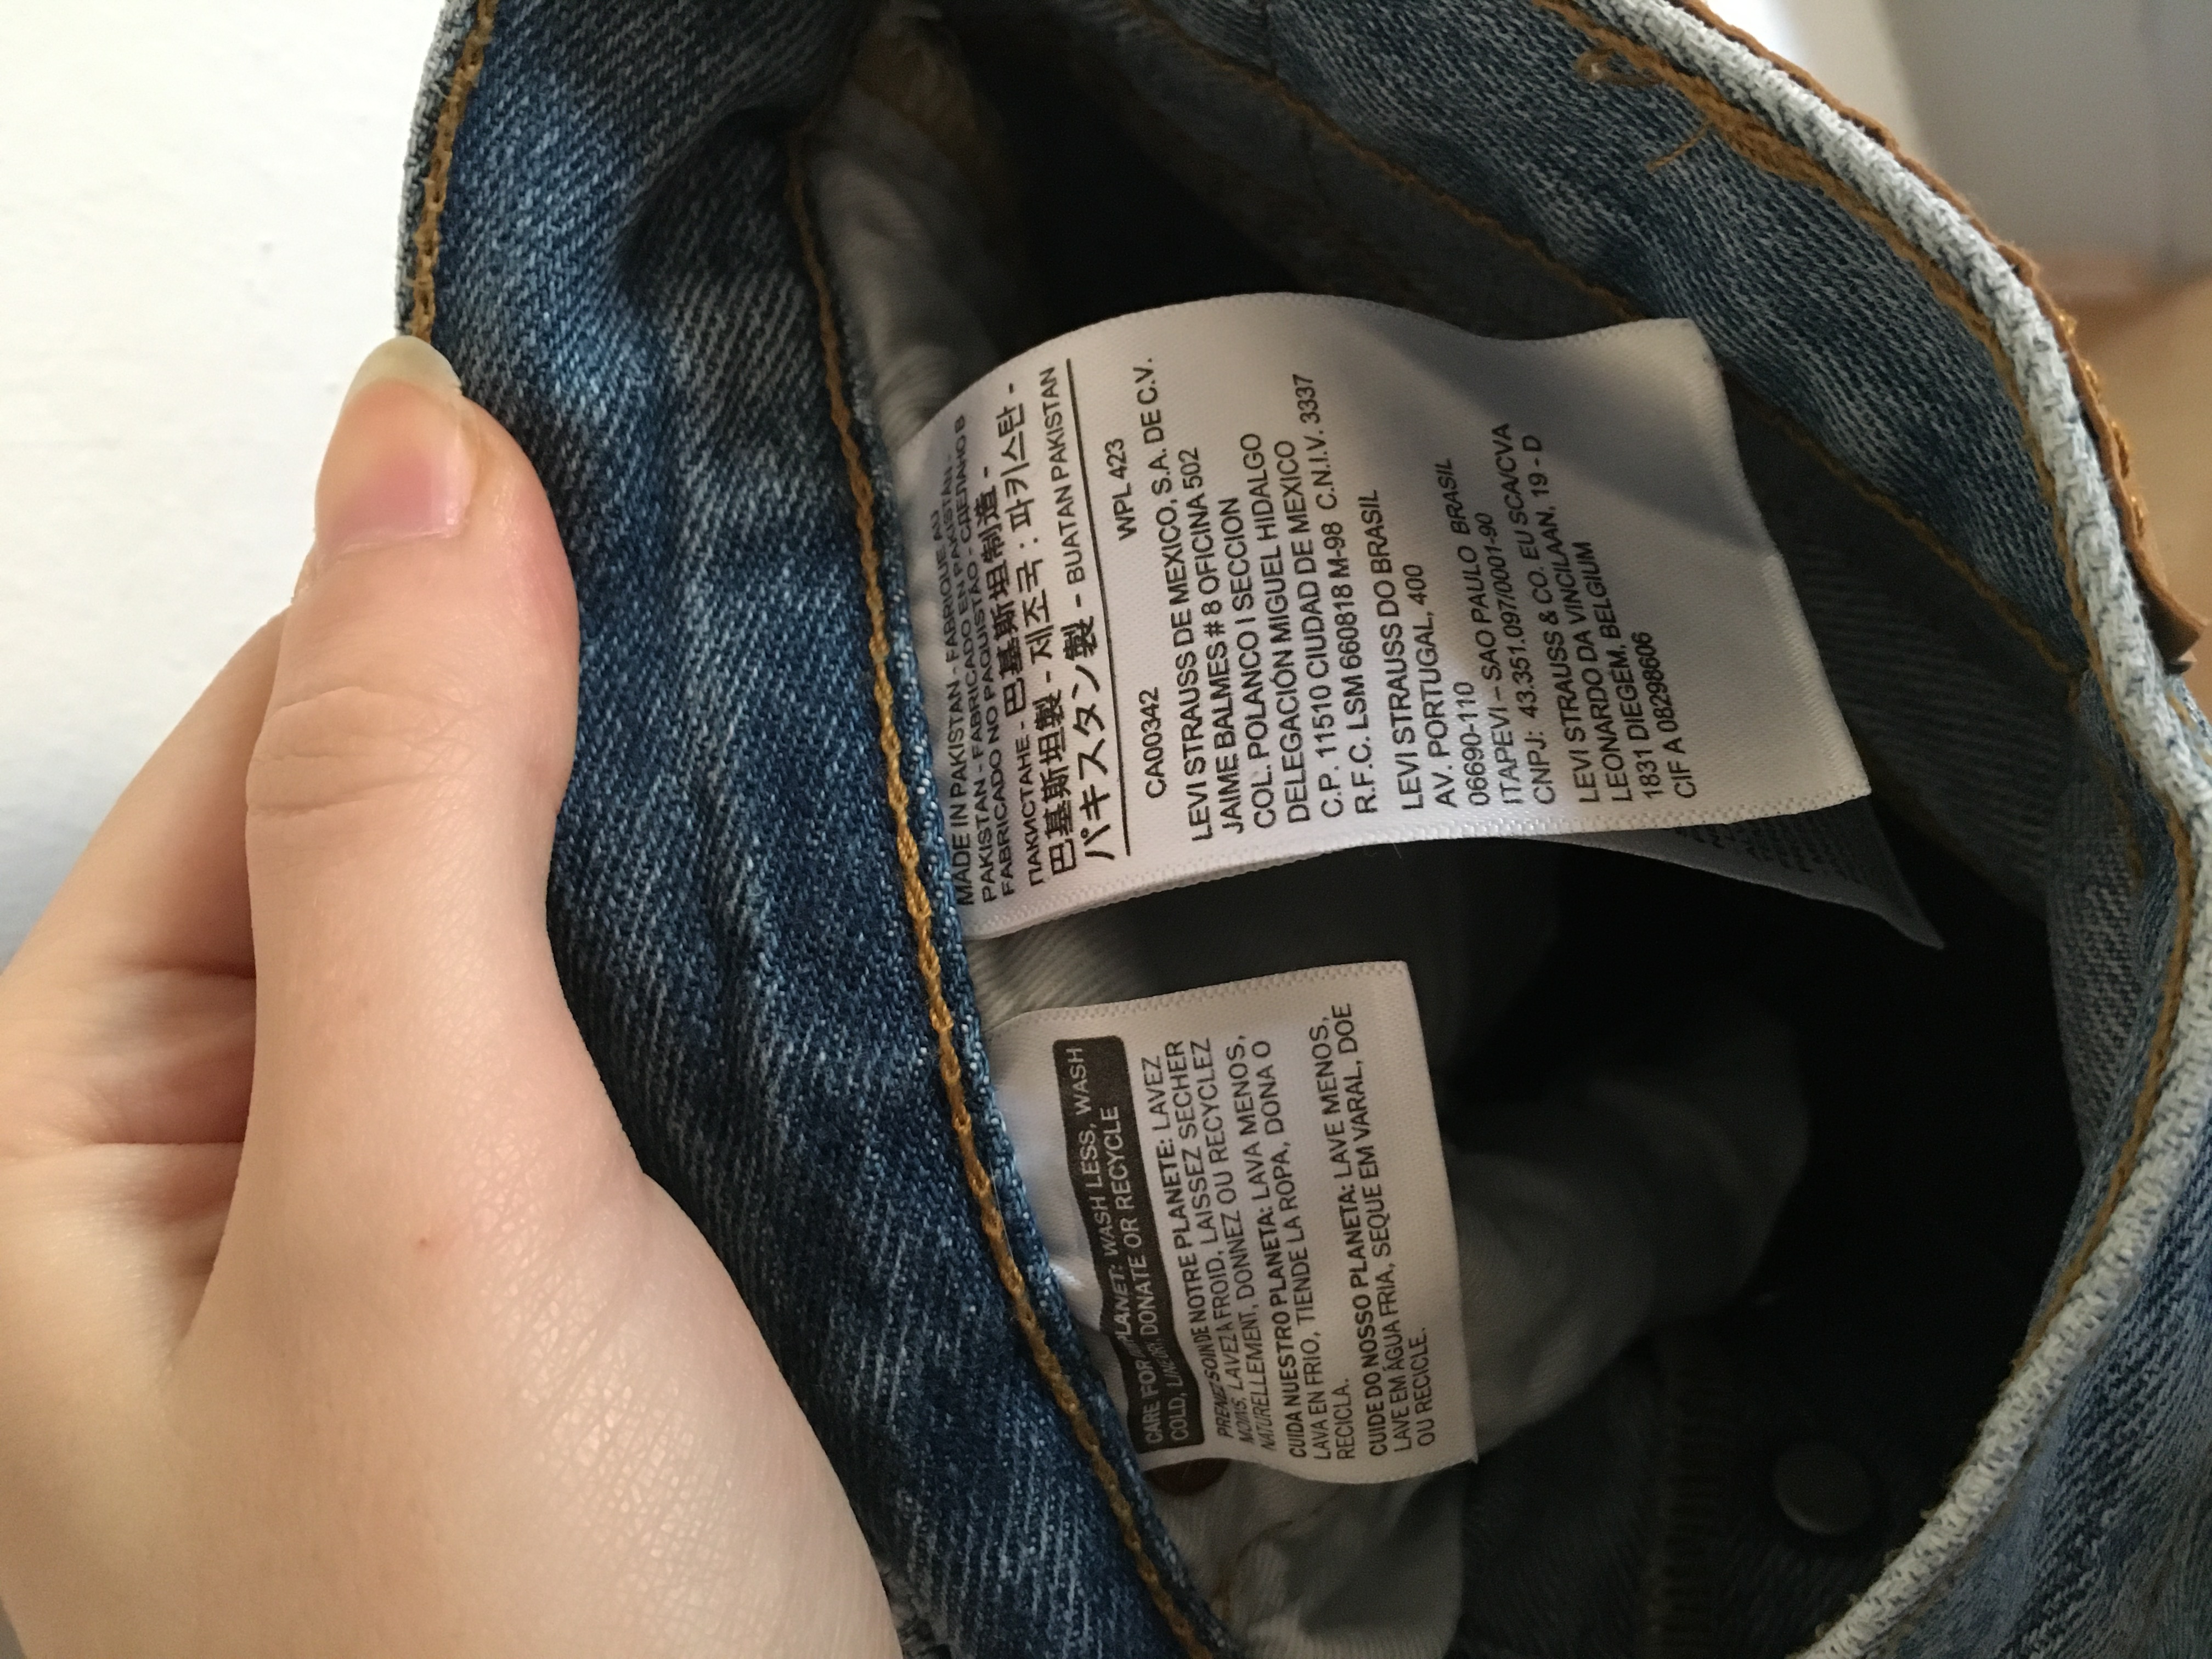 CARE FOR OUR PLANET: WASH LESS, WASH
COLD, LINE DRY, DONATE OR RECYCLE
PRENEZ SOIN DE NOTRE PLANETE: LAVEZ
MOINS, LAVEZ A FROID, LAISSEZ SECHER
NATURELLEMENT, DONNEZ OU RECYCLEZ
CUIDA NUESTRO PLANETA: LAVA MENOS,
LAVA EN FRIO, TIENDE LA ROPA, DONA O
RECICLA.
CUIDE DO NOSSO PLANETA: LAVE MENOS,
LAVE EM ÁGUA FRIA, SEQUE EM VARAL, DOE
OU RECICLE.
MADE IN PAKISTAN - FABRIQUE AU
PAKISTAN - FABRICADO EN PAKISTAN -
FABRICADO NO PAQUISTÃO - СДЕЛАНО В
ПАКИСТАНЕ - 巴基斯坦制造 -
巴基斯坦製 - 제조국 : 파키스탄 -
パキスタン製 - BUATAN PAKISTAN
CA00342 WPL 423
LEVI STRAUSS DE MEXICO, S.A. DE C.V.
JAIME BALMES # 8 OFICINA 502
COL. POLANCO I SECCION
DELEGACIÓN MIGUEL HIDALGO
C.P. 11510 CIUDAD DE MEXICO
R.F.C. LSM 660818 M-98 C.N.I.V. 3337
LEVI STRAUSS DO BRASIL
AV. PORTUGAL, 400
06690-110
ITAPEVI – SAO PAULO BRASIL
CNPJ: 43.351.097/0001-90
LEVI STRAUSS & CO. EU SCA/CVA
LEONARDO DA VINCILAAN, 19 - D
1831 DIEGEM, BELGIUM
CIF A 08298606